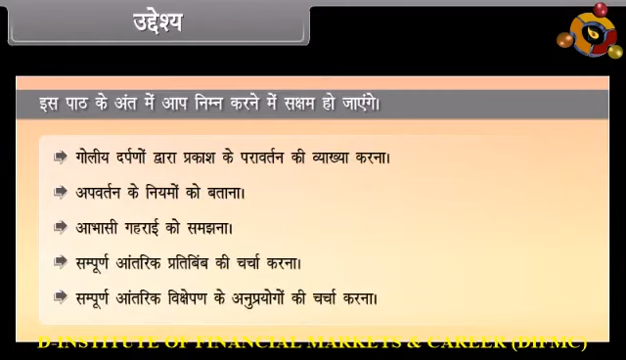 उद्देश्य
इस पाठ के अंत में आप निम्न करने में सक्षम हो जाएंगे।
गोलीय दर्पणों द्वारा प्रकाश के परावर्तन की व्याख्या करना।
अपवर्तन के नियमों को बताना।
आभासी गहराई को समझना।
सम्पूर्ण आंतरिक प्रतिबिंब की चर्चा करना।
सम्पूर्ण आंतरिक विक्षेपण के अनुप्रयोगों की चर्चा करना।
D-INSTITUTE OF FINANCIAL MARKETS & CAREER (DIFMC)